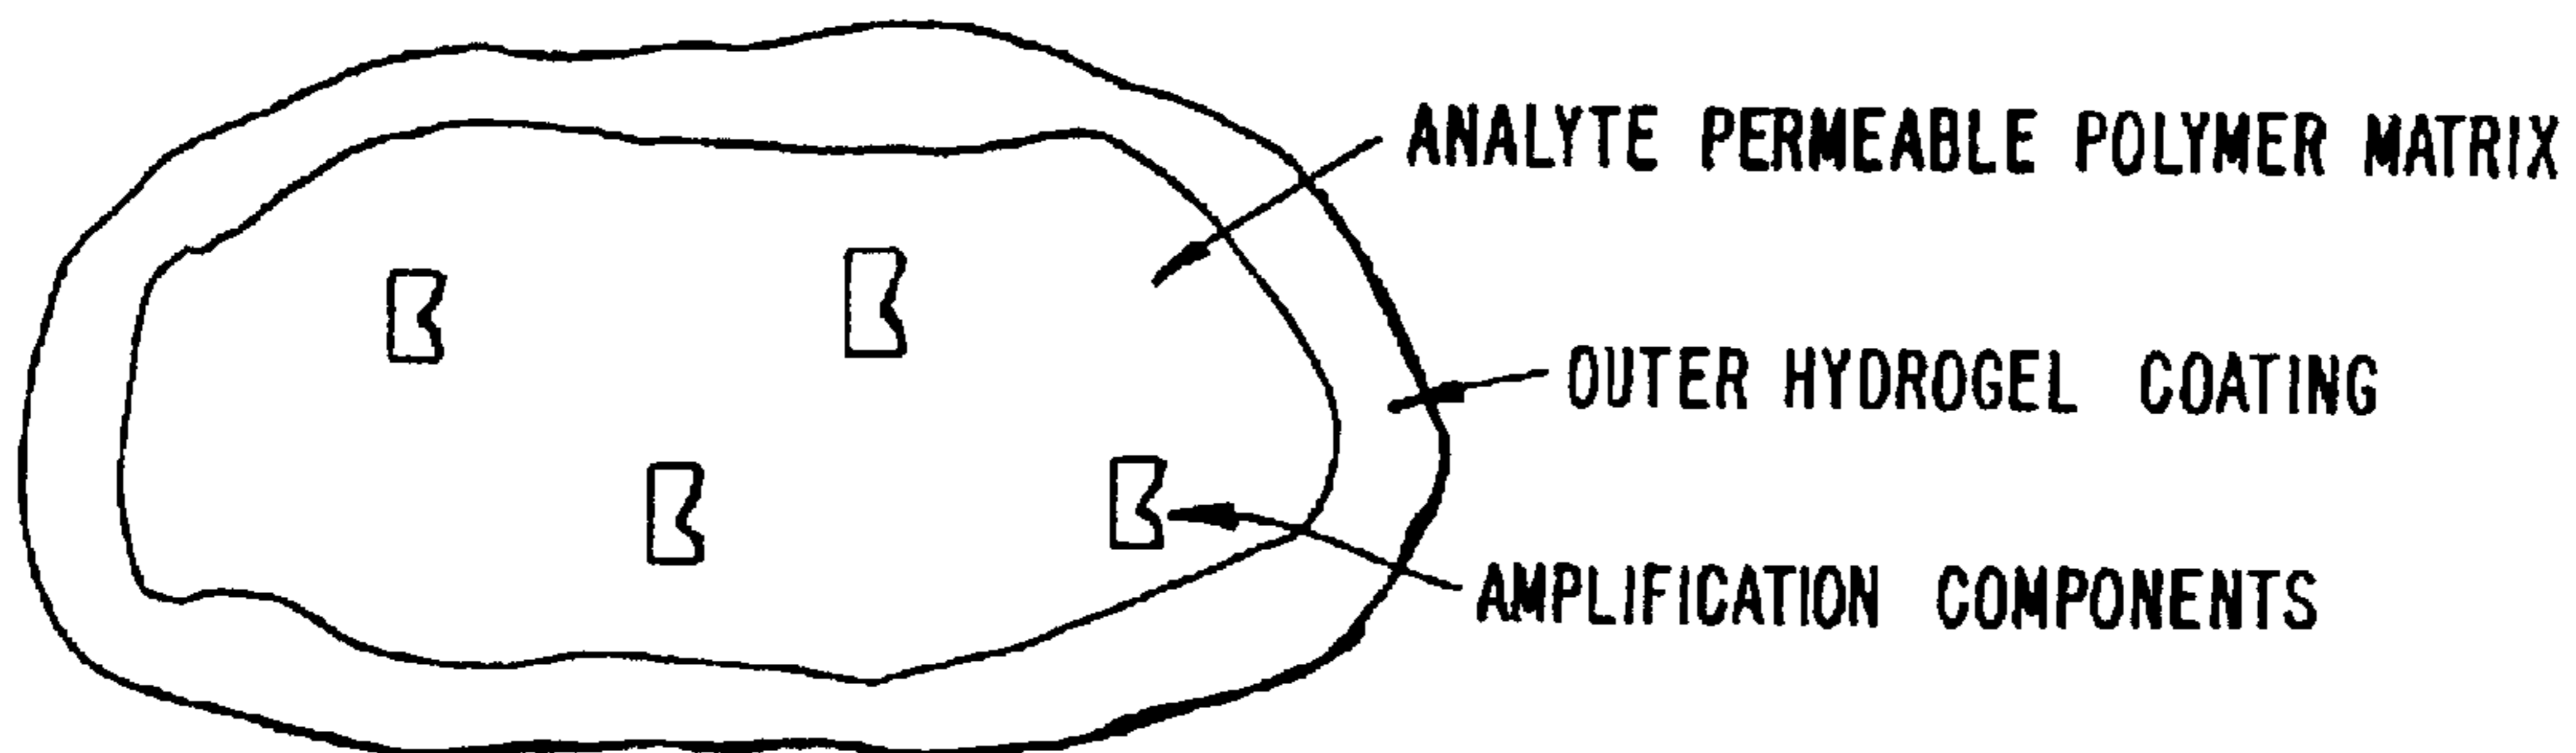 ANALYTE PERMEABLE POLYMER MATRIX
OUTER HYDROGEL COATING
AMPLIFICATION COMPONENTS